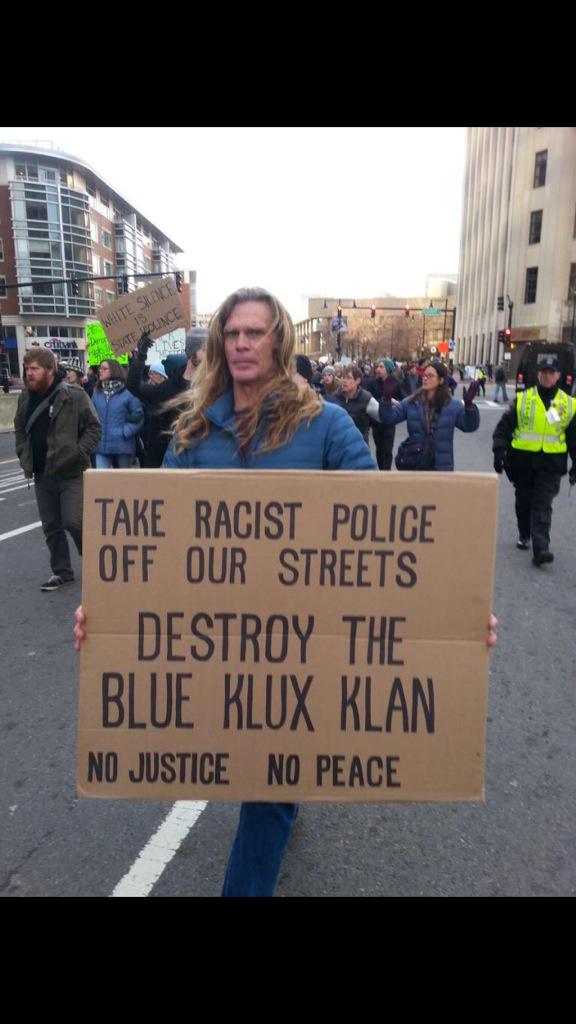 WHITE SILENCE
IS
STATE VIOLENCE
citibank
TAKE RACIST POLICE
OFF OUR STREETS
DESTROY THE
BLUE KLUX KLAN
NO JUSTICE NO PEACE